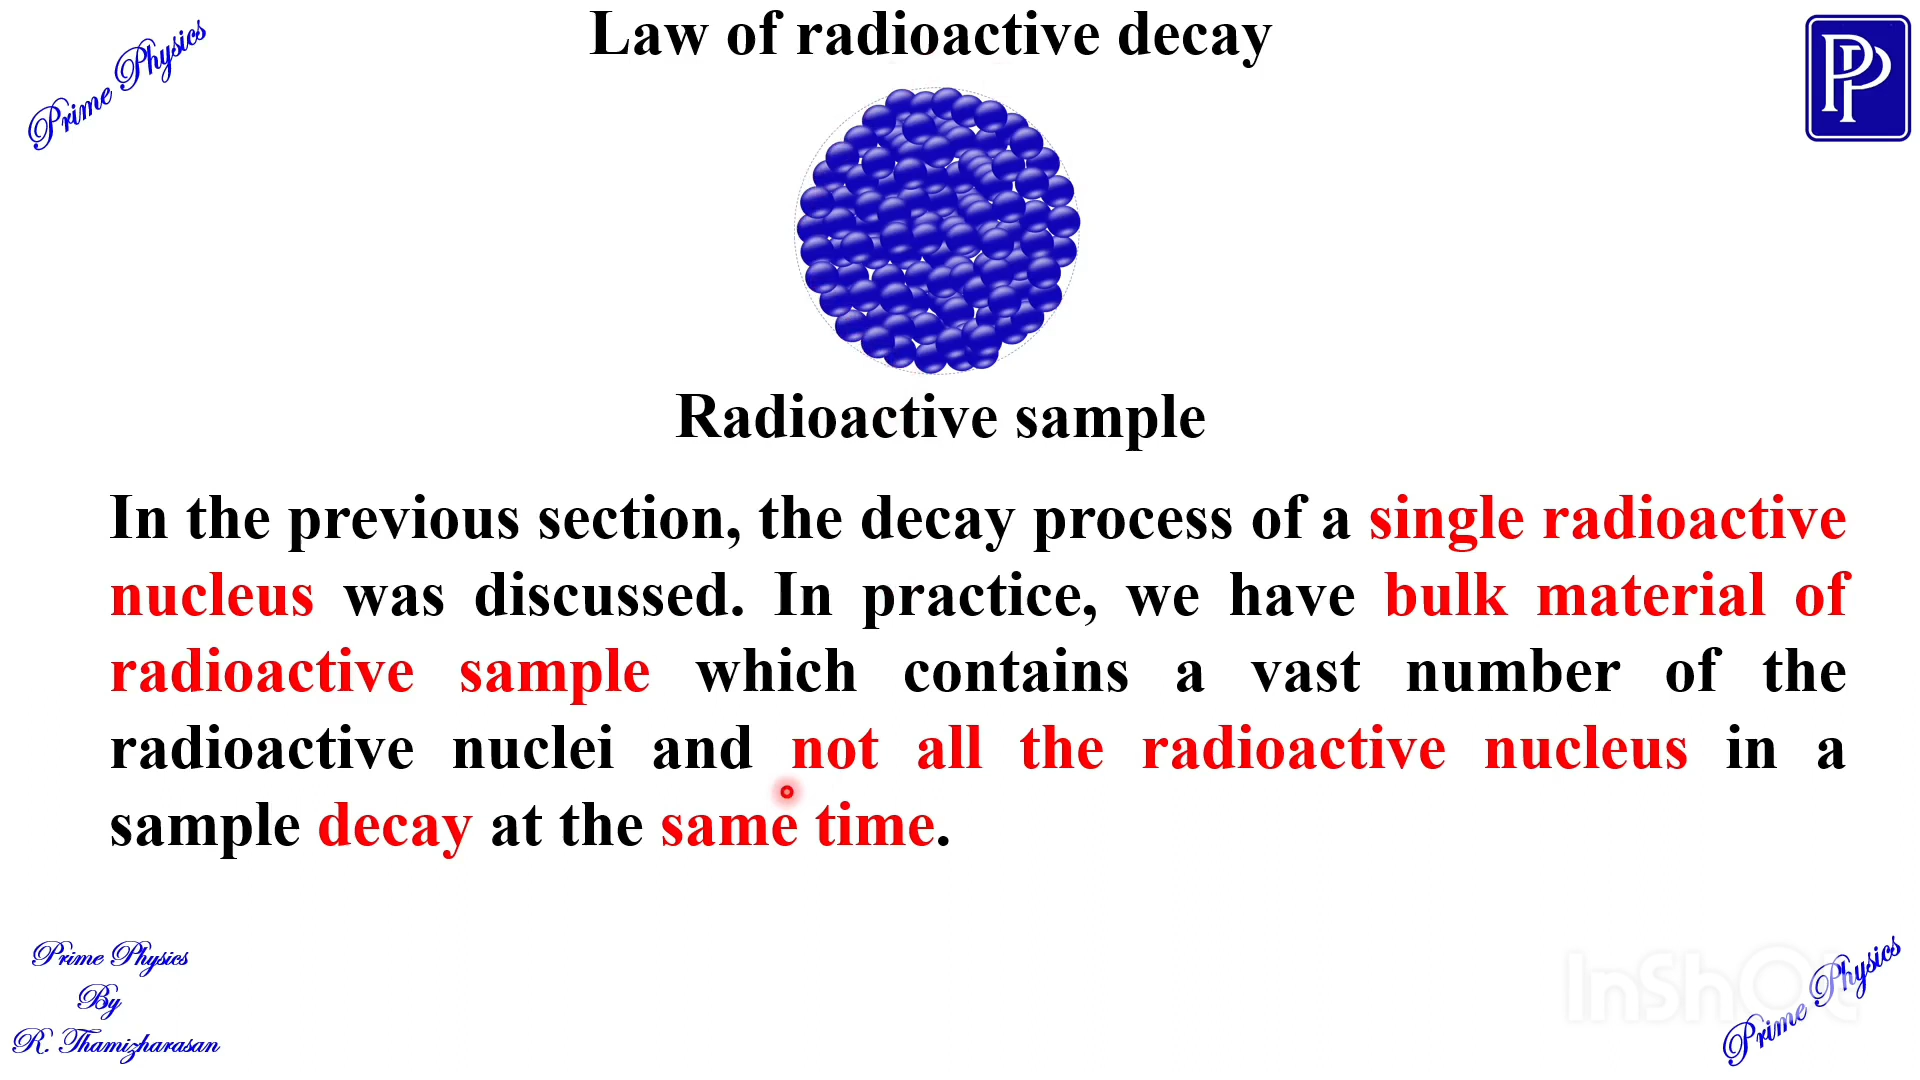 Law of radioactive decay
Prime Physics
PP
Radioactive sample
In the previous section, the decay process of a single radioactive
nucleus was discussed. In practice, we have bulk material of
radioactive sample which contains a vast number of the
radioactive nuclei and not all the radioactive nucleus in a
sample decay at the same time.
Prime Physics
By
R. Thamizharasan
InShOt
Prime Physics